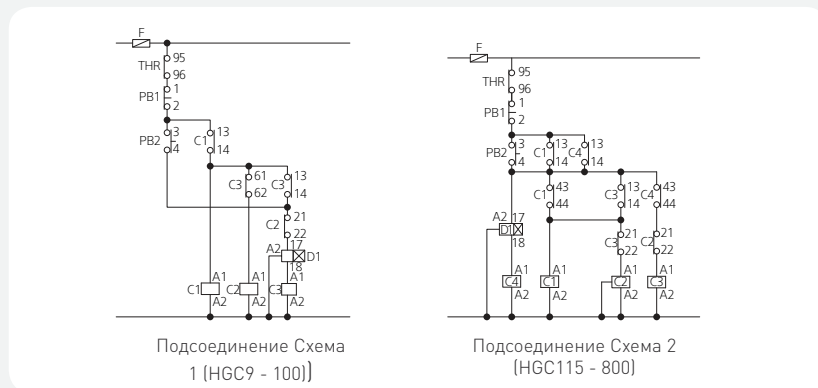 F
THR
95
96
PB1
1
2
PB2
3
4
C1
13
14
C3
61
62
C3
13
14
C2
21
22
A2
17
D1
18
C1
A1
A2
C2
A1
A2
C3
A1
A2
Подсоединение Схема
1 (HGC9 - 100))
F
THR
95
96
PB1
1
2
PB2
3
4
C1
13
14
C4
13
14
C1
43
44
C3
13
14
C4
43
44
A2
17
D1
18
C3
21
22
C2
21
22
C4
A1
A2
C1
A1
A2
C2
A1
A2
C3
A1
A2
Подсоединение Схема 2
(HGC115 - 800)